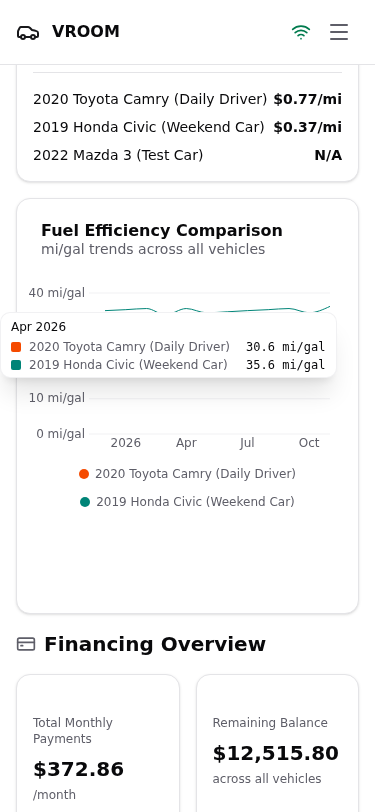 VROOM
2020 Toyota Camry (Daily Driver) $0.77/mi
2019 Honda Civic (Weekend Car) $0.37/mi
2022 Mazda 3 (Test Car) N/A
Fuel Efficiency Comparison
mi/gal trends across all vehicles
40 mi/gal
Apr 2026
2020 Toyota Camry (Daily Driver) 30.6 mi/gal
2019 Honda Civic (Weekend Car) 35.6 mi/gal
10 mi/gal
0 mi/gal
2026 Apr Jul Oct
2020 Toyota Camry (Daily Driver)
2019 Honda Civic (Weekend Car)
Financing Overview
Total Monthly
Payments
$372.86
/month
Remaining Balance
$12,515.80
across all vehicles